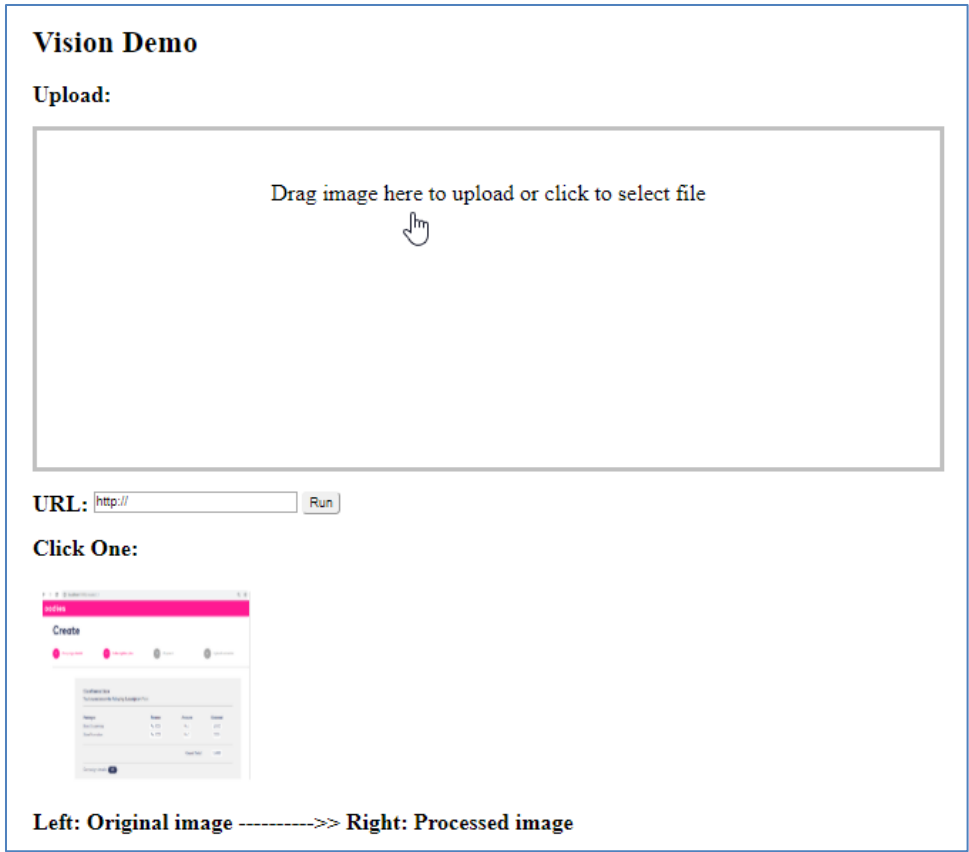 Vision Demo
Upload:
Drag image here to upload or click to select file
URL: http:// Run
Click One:
Create
Left: Original image ---------->> Right: Processed image